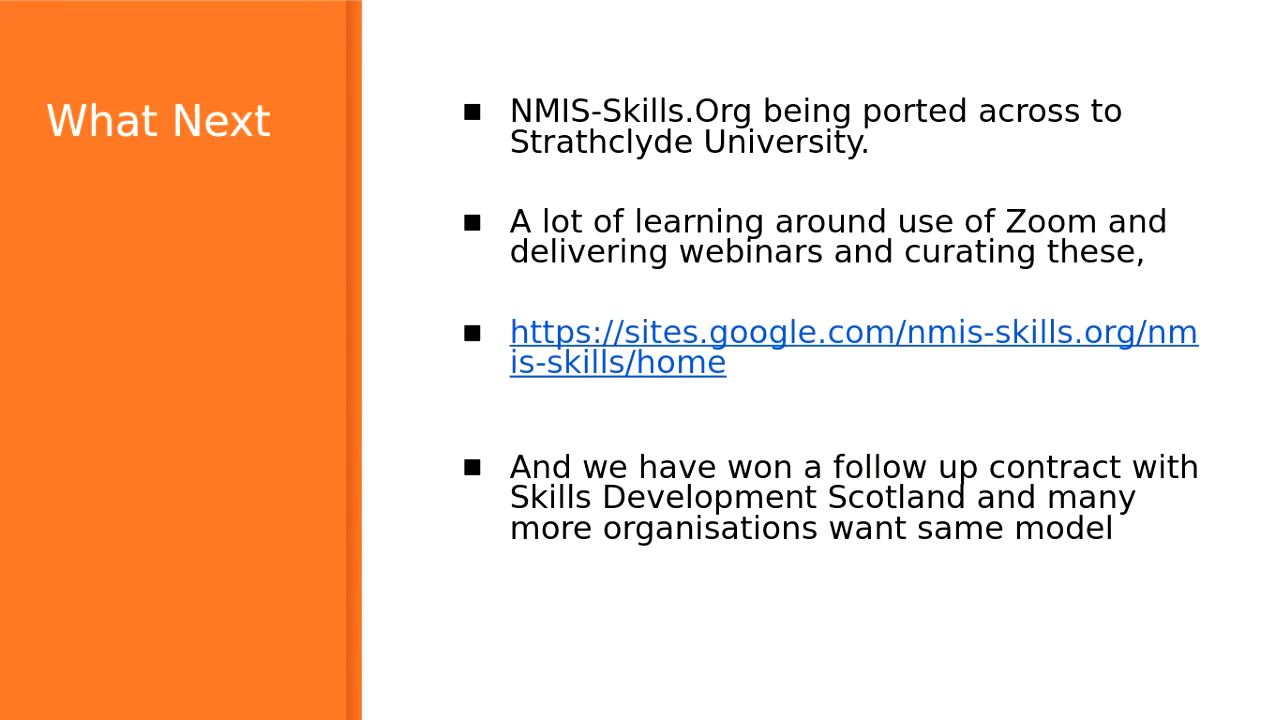 What Next
■ NMIS-Skills.Org being ported across to
Strathclyde University.
■ A lot of learning around use of Zoom and
delivering webinars and curating these,
■ https://sites.google.com/nmis-skills.org/nm
is-skills/home
■ And we have won a follow up contract with
Skills Development Scotland and many
more organisations want same model